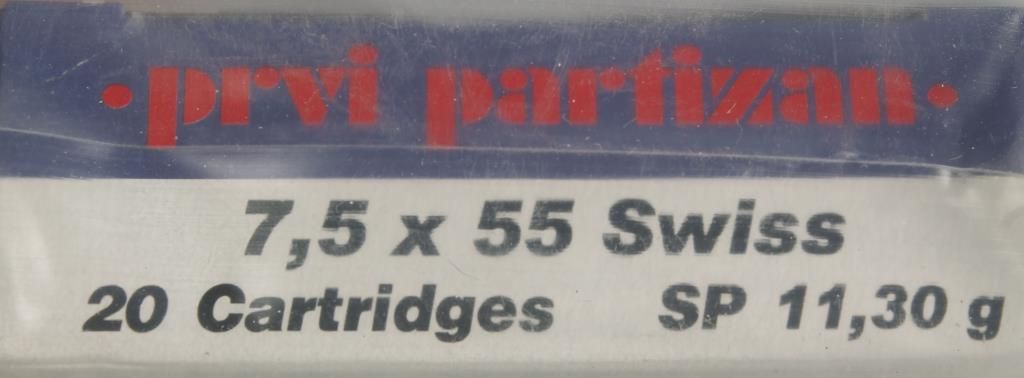 • prvi partizan •
7,5 x 55 Swiss
20 Cartridges SP 11,30 g